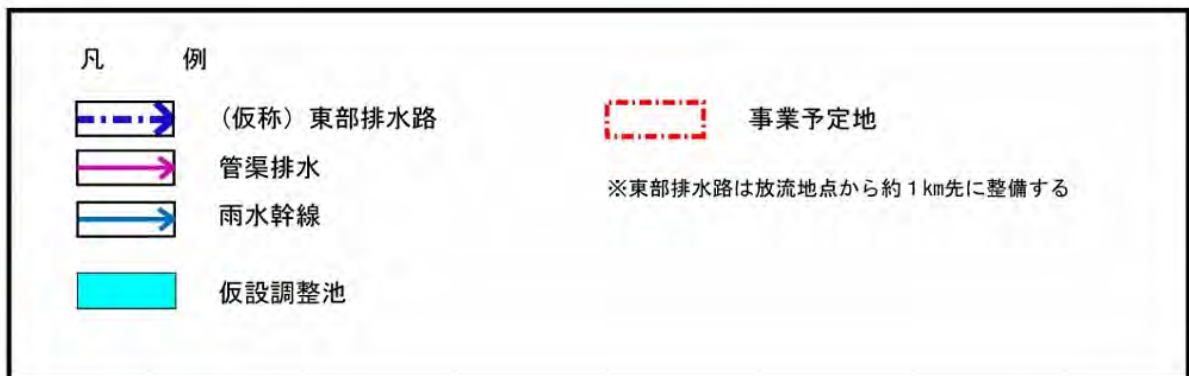 凡　　　例
（仮称）東部排水路
管渠排水
雨水幹線
仮設調整池
事業予定地
※東部排水路は放流地点から約１km先に整備する